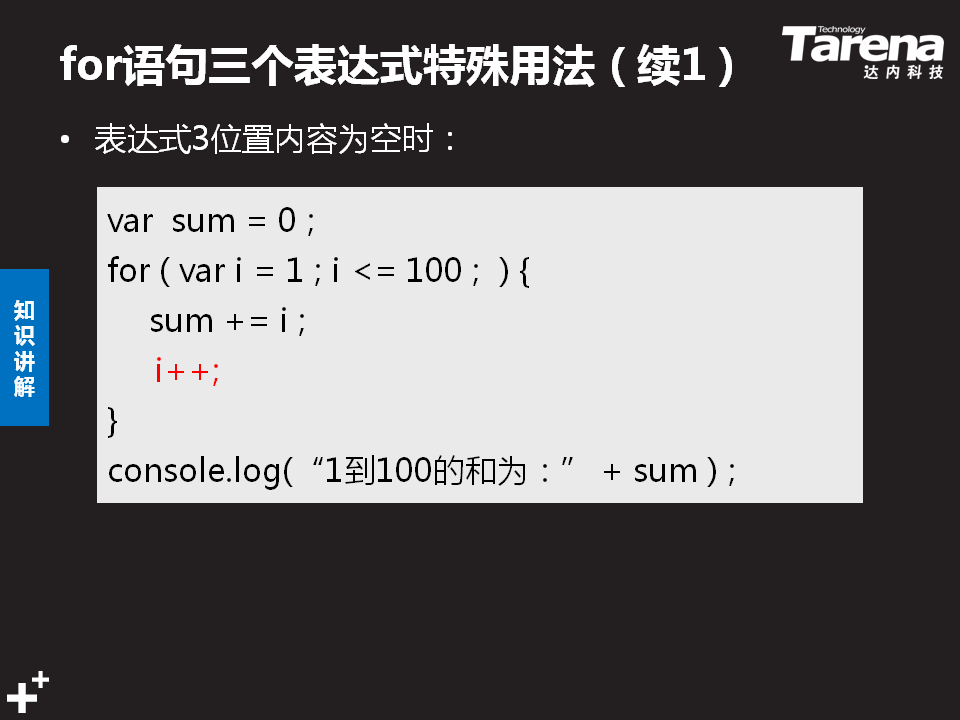 for语句三个表达式特殊用法（续1）
Technology
Tarena
达内科技
• 表达式3位置内容为空时：
知识讲解
var  sum = 0 ;
for ( var i = 1 ; i <= 100 ;  ) {
sum += i ;
i++;
}
console.log(“1到100的和为：” + sum ) ;